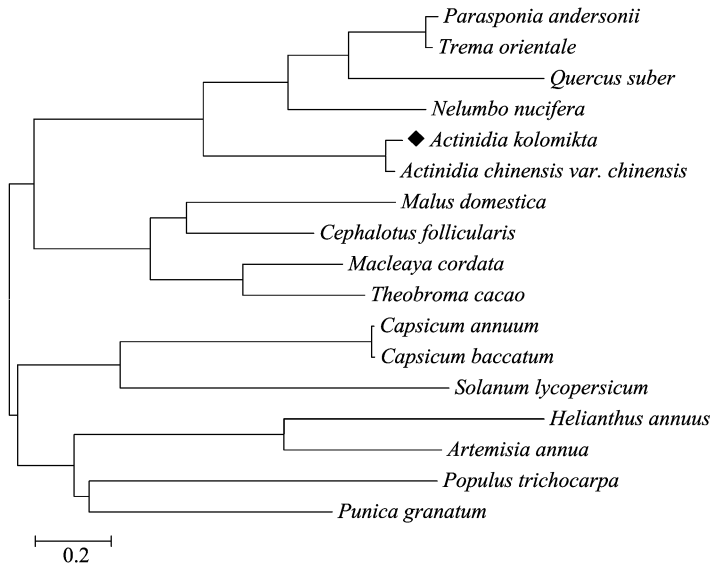 Parasponia andersonii
Trema orientale
Quercus suber
Nelumbo nucifera
Actinidia kolomikta
Actinidia chinensis var. chinensis
Malus domestica
Cephalotus follicularis
Macleaya cordata
Theobroma cacao
Capsicum annuum
Capsicum baccatum
Solanum lycopersicum
Helianthus annuus
Artemisia annua
Populus trichocarpa
Punica granatum
0.2